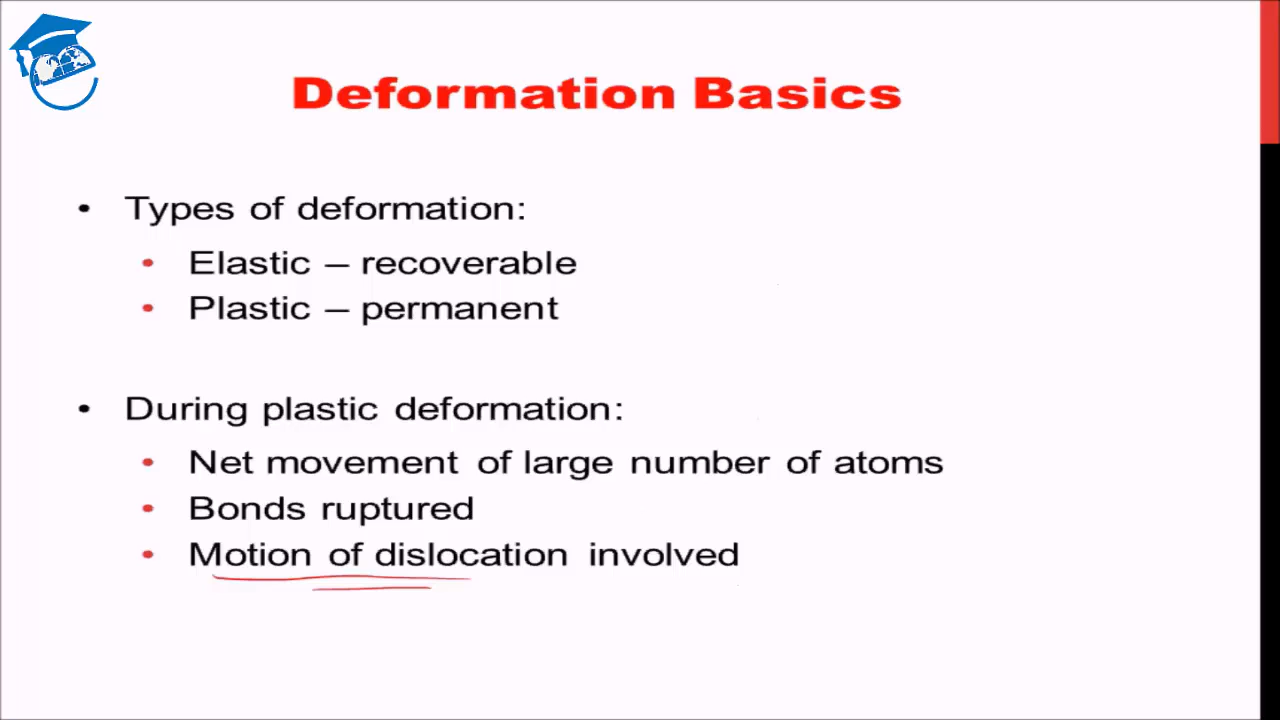 Deformation Basics
• Types of deformation:
• Elastic – recoverable
• Plastic – permanent
• During plastic deformation:
• Net movement of large number of atoms
• Bonds ruptured
• Motion of dislocation involved